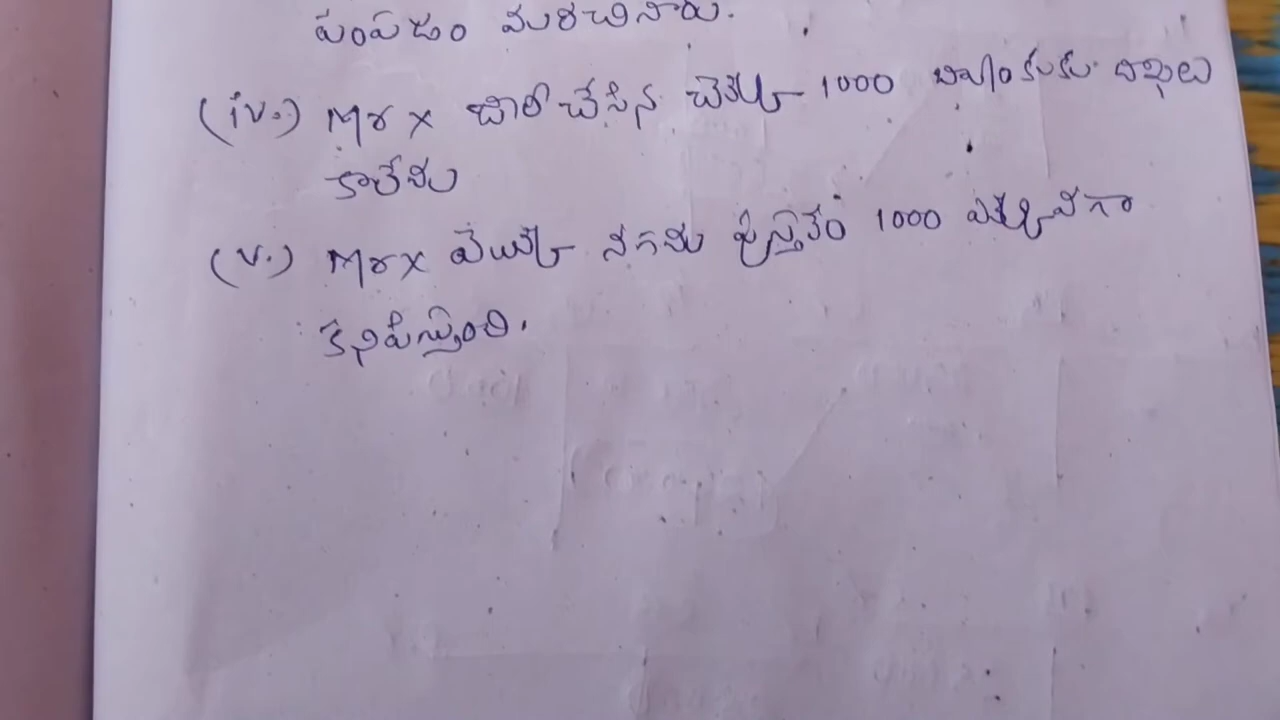 పంపడం మరచినారు.
(iv.) Mr x జారీ చేసిన చెక్కు 1000 బ్యాంకుకు దాఖలు
కాలేదు
(v.) Mr x యొక్క నగదు పుస్తకం 1000 ఎక్కువగా
కనిపిస్తుంది.